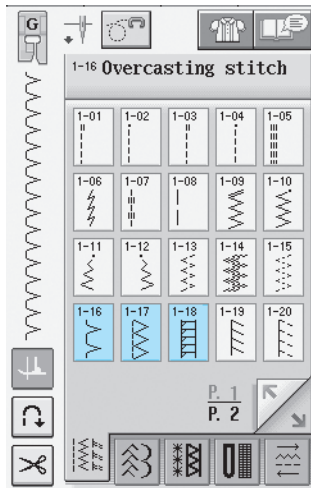 G
1-16 Overcasting stitch
1-01 1-02 1-03 1-04 1-05
1-06 1-07 1-08 1-09 1-10
1-11 1-12 1-13 1-14 1-15
1-16 1-17 1-18 1-19 1-20
P. 1
P. 2